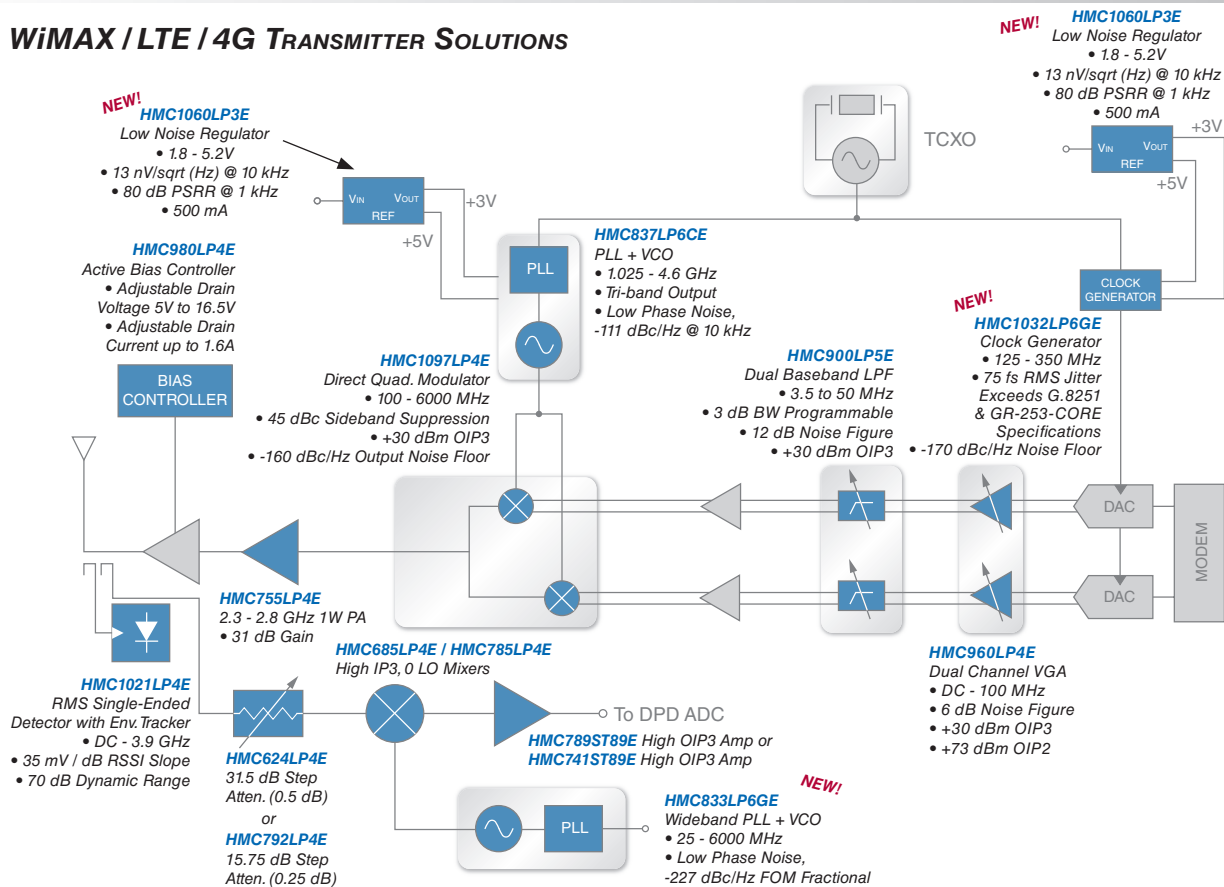 WiMAX / LTE / 4G TRANSMITTER SOLUTIONS
NEW!
HMC1060LP3E
Low Noise Regulator
• 1.8 - 5.2V
• 13 nV/sqrt (Hz) @ 10 kHz
• 80 dB PSRR @ 1 kHz
• 500 mA
VIN VOUT
REF
+3V
+5V
NEW!
HMC1060LP3E
Low Noise Regulator
• 1.8 - 5.2V
• 13 nV/sqrt (Hz) @ 10 kHz
• 80 dB PSRR @ 1 kHz
• 500 mA
VIN VOUT
REF
+3V
+5V
TCXO
HMC980LP4E
Active Bias Controller
• Adjustable Drain
Voltage 5V to 16.5V
• Adjustable Drain
Current up to 1.6A
BIAS
CONTROLLER
PLL
HMC837LP6CE
PLL + VCO
• 1.025 - 4.6 GHz
• Tri-band Output
• Low Phase Noise,
-111 dBc/Hz @ 10 kHz
CLOCK
GENERATOR
NEW!
HMC1032LP6GE
Clock Generator
• 125 - 350 MHz
• 75 fs RMS Jitter
Exceeds G.8251
& GR-253-CORE
Specifications
• -170 dBc/Hz Noise Floor
HMC1097LP4E
Direct Quad. Modulator
• 100 - 6000 MHz
• 45 dBc Sideband Suppression
• +30 dBm OIP3
• -160 dBc/Hz Output Noise Floor
HMC900LP5E
Dual Baseband LPF
• 3.5 to 50 MHz
• 3 dB BW Programmable
• 12 dB Noise Figure
• +30 dBm OIP3
DAC
DAC
MODEM
HMC755LP4E
2.3 - 2.8 GHz 1W PA
• 31 dB Gain
HMC960LP4E
Dual Channel VGA
• DC - 100 MHz
• 6 dB Noise Figure
• +30 dBm OIP3
• +73 dBm OIP2
HMC1021LP4E
RMS Single-Ended
Detector with Env. Tracker
• DC - 3.9 GHz
• 35 mV / dB RSSI Slope
• 70 dB Dynamic Range
HMC685LP4E / HMC785LP4E
High IP3, 0 LO Mixers
To DPD ADC
HMC789ST89E High OIP3 Amp or
HMC741ST89E High OIP3 Amp
HMC624LP4E
31.5 dB Step
Atten. (0.5 dB)
or
HMC792LP4E
15.75 dB Step
Atten. (0.25 dB)
PLL
NEW!
HMC833LP6GE
Wideband PLL + VCO
• 25 - 6000 MHz
• Low Phase Noise,
-227 dBc/Hz FOM Fractional